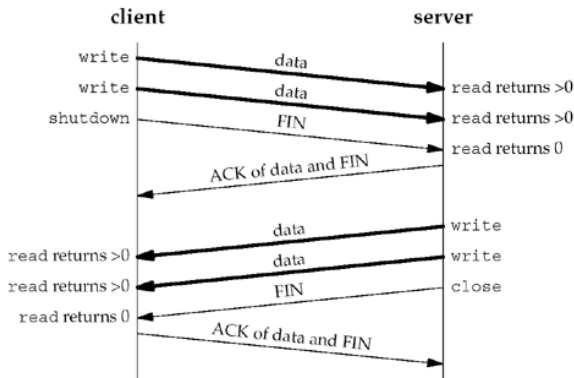 client server
write data
write data read returns >0
shutdown FIN read returns >0
read returns 0
ACK of data and FIN
data write
read returns >0 data write
read returns >0 FIN close
read returns 0
ACK of data and FIN